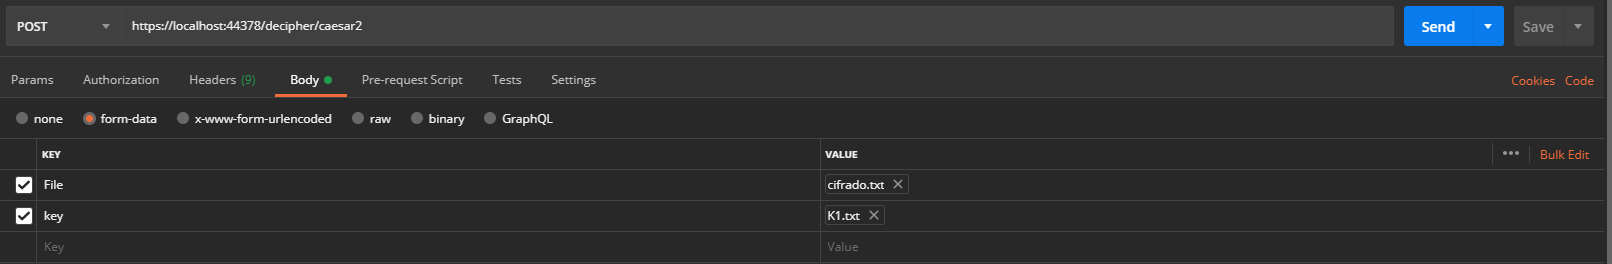 POST https://localhost:44378/decipher/caesar2 Send Save
Params Authorization Headers (9) Body Pre-request Script Tests Settings Cookies Code
none form-data x-www-form-urlencoded raw binary GraphQL
KEY VALUE ••• Bulk Edit
File cifrado.txt ✕
key K1.txt ✕
Key Value